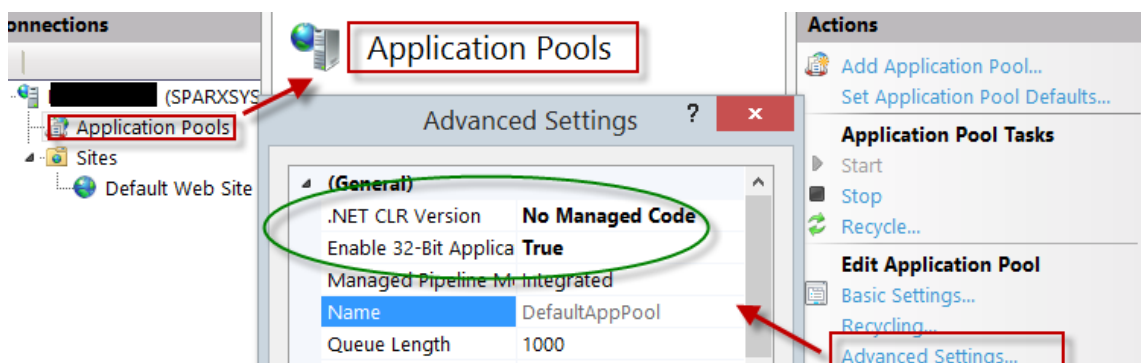 onnections
(SPARXSYS
Application Pools
Sites
Default Web Site
Application Pools
Advanced Settings
?
x
(General)
.NET CLR Version No Managed Code
Enable 32-Bit Applica True
Managed Pipeline M Integrated
Name DefaultAppPool
Queue Length 1000
Actions
Add Application Pool...
Set Application Pool Defaults...
Application Pool Tasks
Start
Stop
Recycle...
Edit Application Pool
Basic Settings...
Recycling...
Advanced Settings...